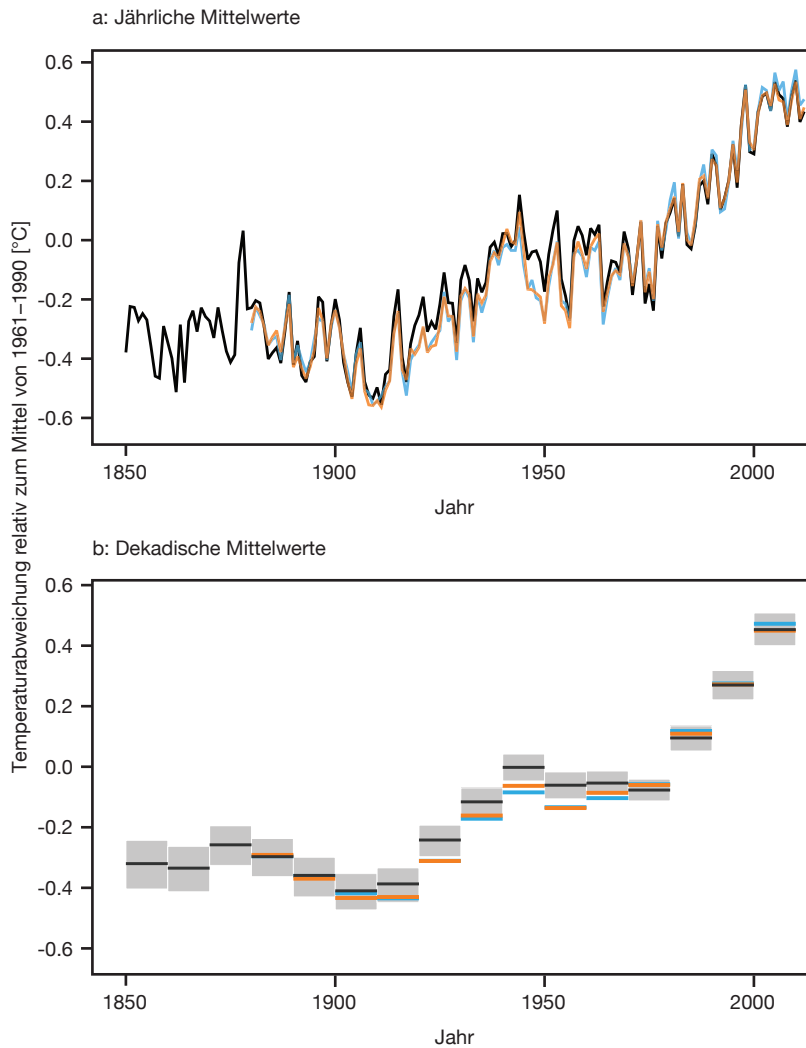 a: Jährliche Mittelwerte
Temperaturabweichung relativ zum Mittel von 1961–1990 [°C]
0.6
0.4
0.2
0.0
-0.2
-0.4
-0.6
1850 1900 1950 2000
Jahr
b: Dekadische Mittelwerte
0.6
0.4
0.2
0.0
-0.2
-0.4
-0.6
1850 1900 1950 2000
Jahr